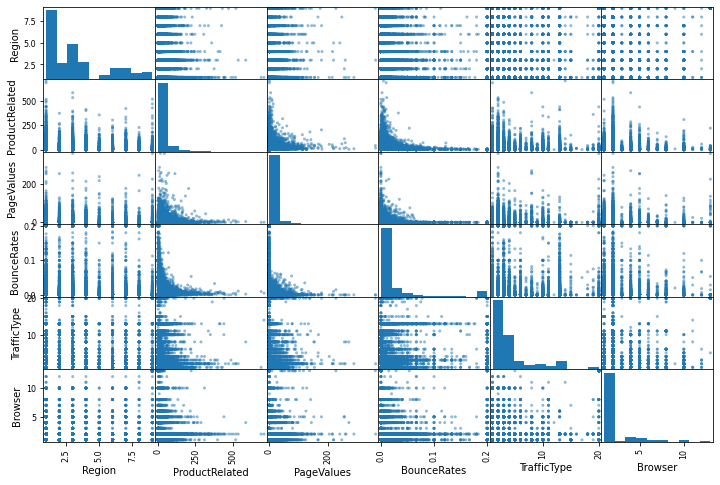 Region
7.5
5.0
2.5
ProductRelated
500
250
0
PageValues
200
0
BounceRates
0.2
0.1
0.0
TrafficType
20
10
Browser
10
5
2.5 5.0 7.5
Region
0 250 500
ProductRelated
0 200
PageValues
0.0 0.1 0.2
BounceRates
10 20
TrafficType
5 10
Browser